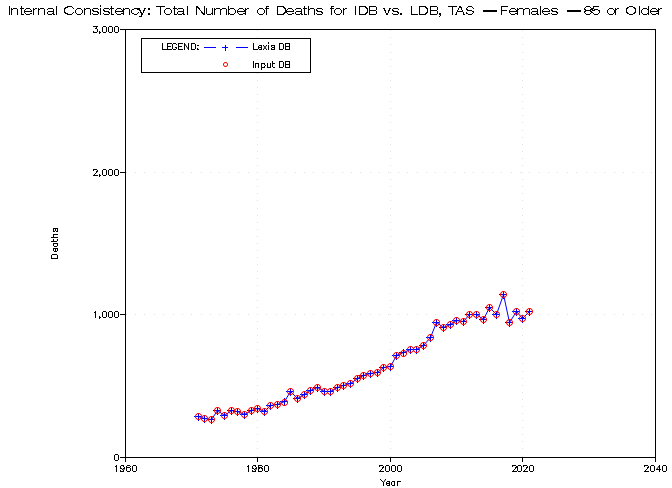 Internal Consistency: Total Number of Deaths for IDB vs. LDB, TAS —Females —85 or Older
3,000
LEGEND: Lexis DB
Input DB
2,000
Deaths
1,000
0
1960 1980 2000 2020 2040
Year